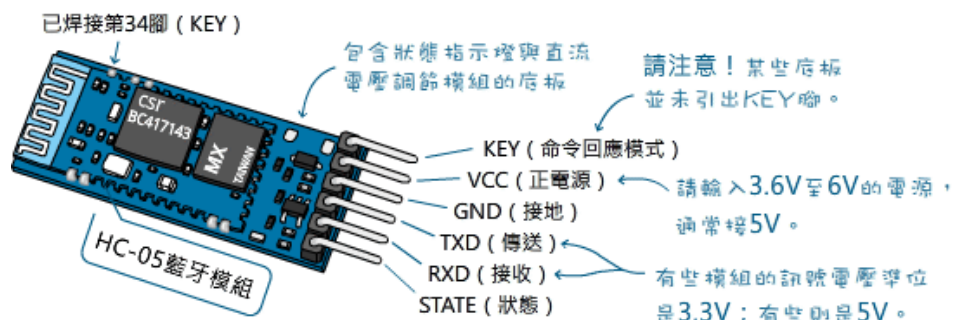 已焊接第34腳（KEY）
包含狀態指示燈與直流
電壓調節模組的底板
請注意！某些底板
並未引出KEY腳。
CSr
BC417143
MX
TAIWAN
KEY（命令回應模式）
VCC（正電源）
請輸入3.6V至6V的電源，
通常接5V。
GND（接地）
TXD（傳送）
RXD（接收）
STATE（狀態）
有些模組的訊號電壓準位
是3.3V；有些則是5V。
HC-05藍牙模組